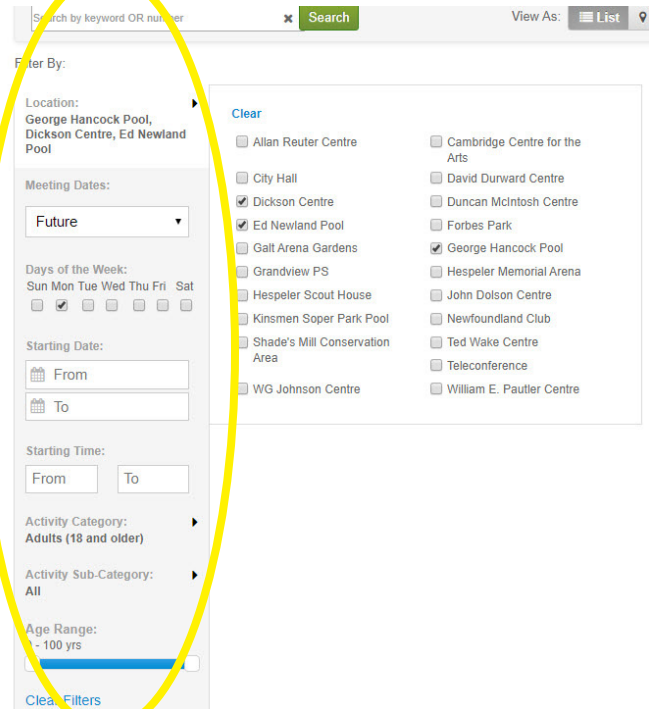 Search by keyword OR number
Search
View As:
List
Filter By:
Location:
George Hancock Pool,
Dickson Centre, Ed Newland
Pool
Meeting Dates:
Future
Days of the Week:
Sun Mon Tue Wed Thu Fri Sat
Starting Date:
From
To
Starting Time:
From To
Activity Category:
Adults (18 and older)
Activity Sub-Category:
All
Age Range:
- 100 yrs
Clear Filters
Clear
Allan Reuter Centre
Cambridge Centre for the
Arts
City Hall
David Durward Centre
Dickson Centre
Duncan McIntosh Centre
Ed Newland Pool
Forbes Park
Galt Arena Gardens
George Hancock Pool
Grandview PS
Hespeler Memorial Arena
Hespeler Scout House
John Dolson Centre
Kinsmen Soper Park Pool
Newfoundland Club
Shade's Mill Conservation
Area
Ted Wake Centre
Teleconference
WG Johnson Centre
William E. Pautler Centre